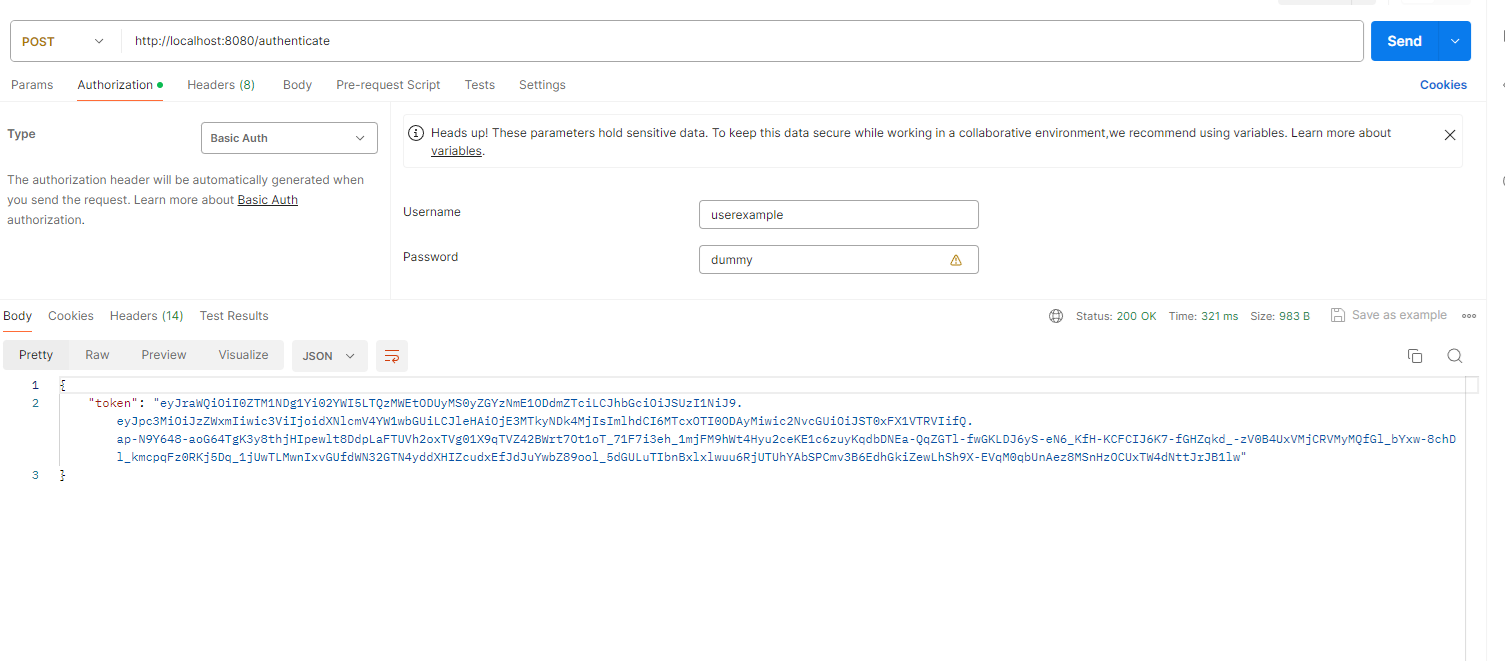 POST
http://localhost:8080/authenticate
Send
Params Authorization Headers (8) Body Pre-request Script Tests Settings Cookies
Type
Basic Auth
The authorization header will be automatically generated when
you send the request. Learn more about Basic Auth
authorization.
Heads up! These parameters hold sensitive data. To keep this data secure while working in a collaborative environment,we recommend using variables. Learn more about
variables.
Username
userexample
Password
dummy
Body Cookies Headers (14) Test Results
Status: 200 OK Time: 321 ms Size: 983 B Save as example
Pretty Raw Preview Visualize JSON
1 {
2 "token": "eyJraWQiOiI0ZTM1NDg1Yi02YWI5LTQzMWEtODUyMS0yZGYzNmE1ODdmZTciLCJhbGciOiJSUzI1NiJ9.
eyJpc3MiOiJzZWxmIiwic3ViIjoidXNlcmV4YW1wbGUiLCJleHAiOjE3MTkyNDk4MjIsImlhdCI6MTcxOTI0ODAyMiwic2NvcGUiOiJST0xFX1VTRVIifQ.
ap-N9Y648-aoG64TgK3y8thjHIpewlt8DdpLaFTUVh2oxTVg01X9qTVZ42BWrt7Ot1oT_71F7i3eh_1mjFM9hWt4Hyu2ceKE1c6zuyKqdbDNEa-QqZGTl-fwGKLDJ6yS-eN6_KfH-KCFCIJ6K7-fGHZqkd_-zV0B4UxVMjCRVMyMQfGl_bYxw-8chD
l_kmcpqFz0RKj5Dq_1jUwTLMwnIxvGUfdWN32GTN4yddXHIZcudxEfJdJuYwbZ89ool_5dGULuTIbnBxlxlwuu6RjUTUhYAbSPCmv3B6EdhGkiZewLhSh9X-EVqM0qbUnAez8MSnHzOCUxTW4dNttJrJB1lw"
3 }